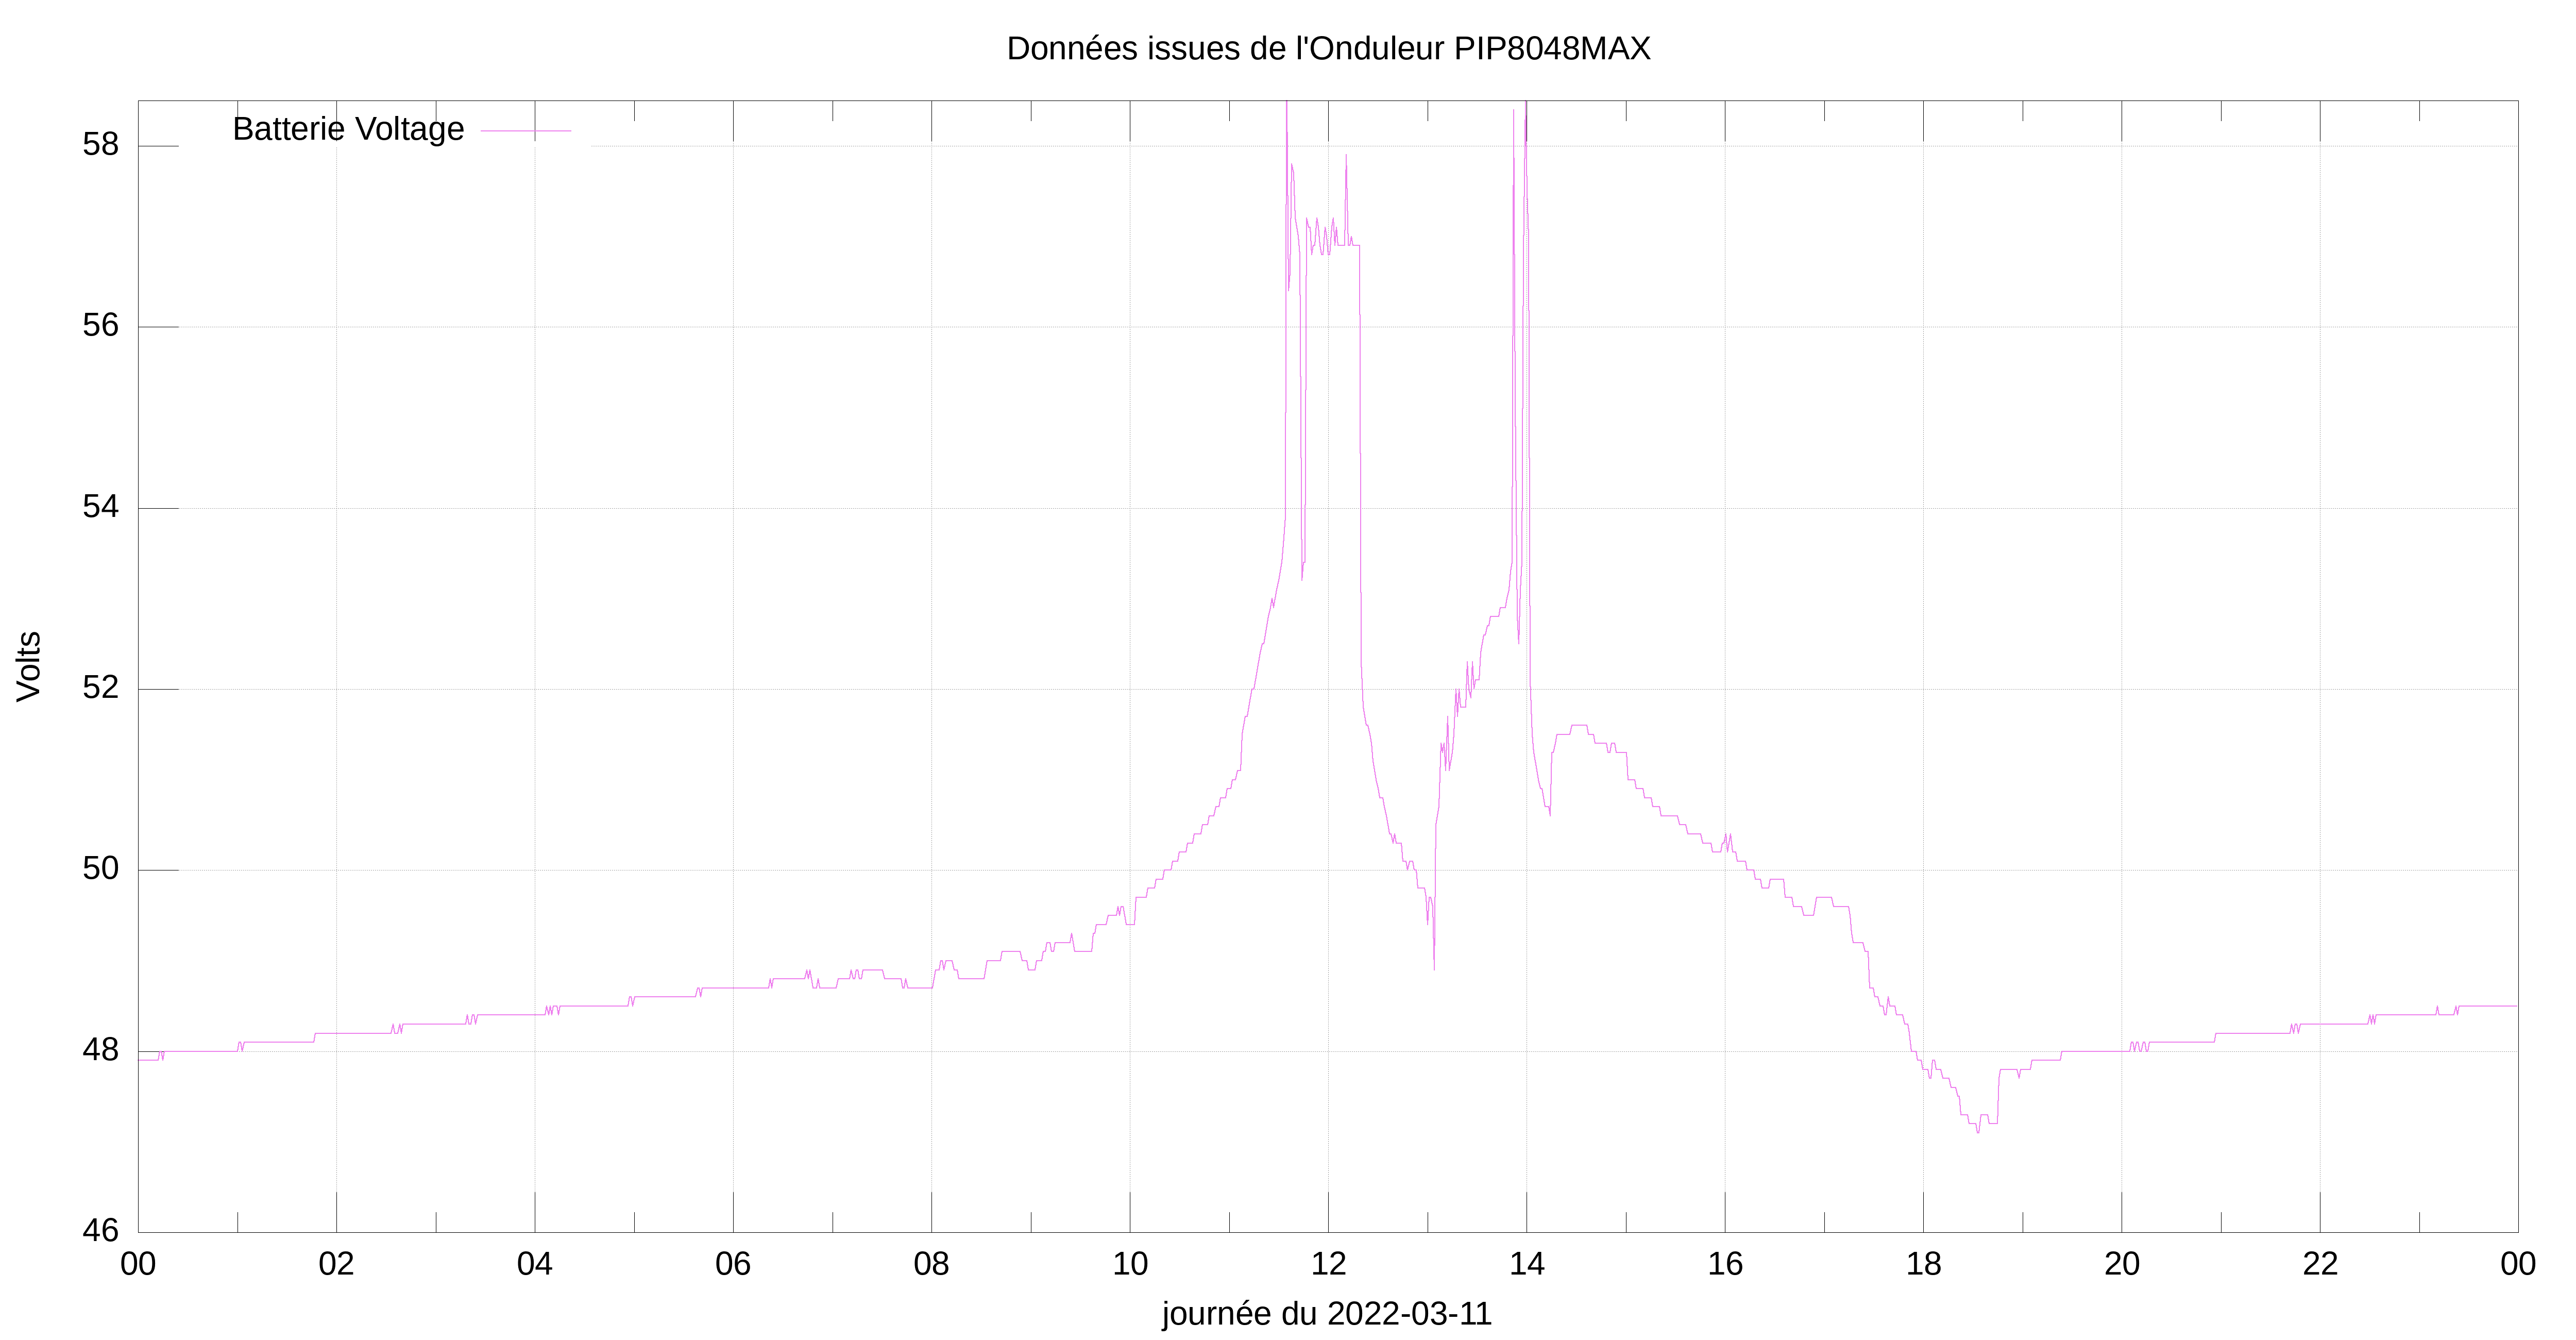 Données issues de l'Onduleur PIP8048MAX
Batterie Voltage
58
56
54
52
50
48
46
Volts
00 02 04 06 08 10 12 14 16 18 20 22 00
journée du 2022-03-11